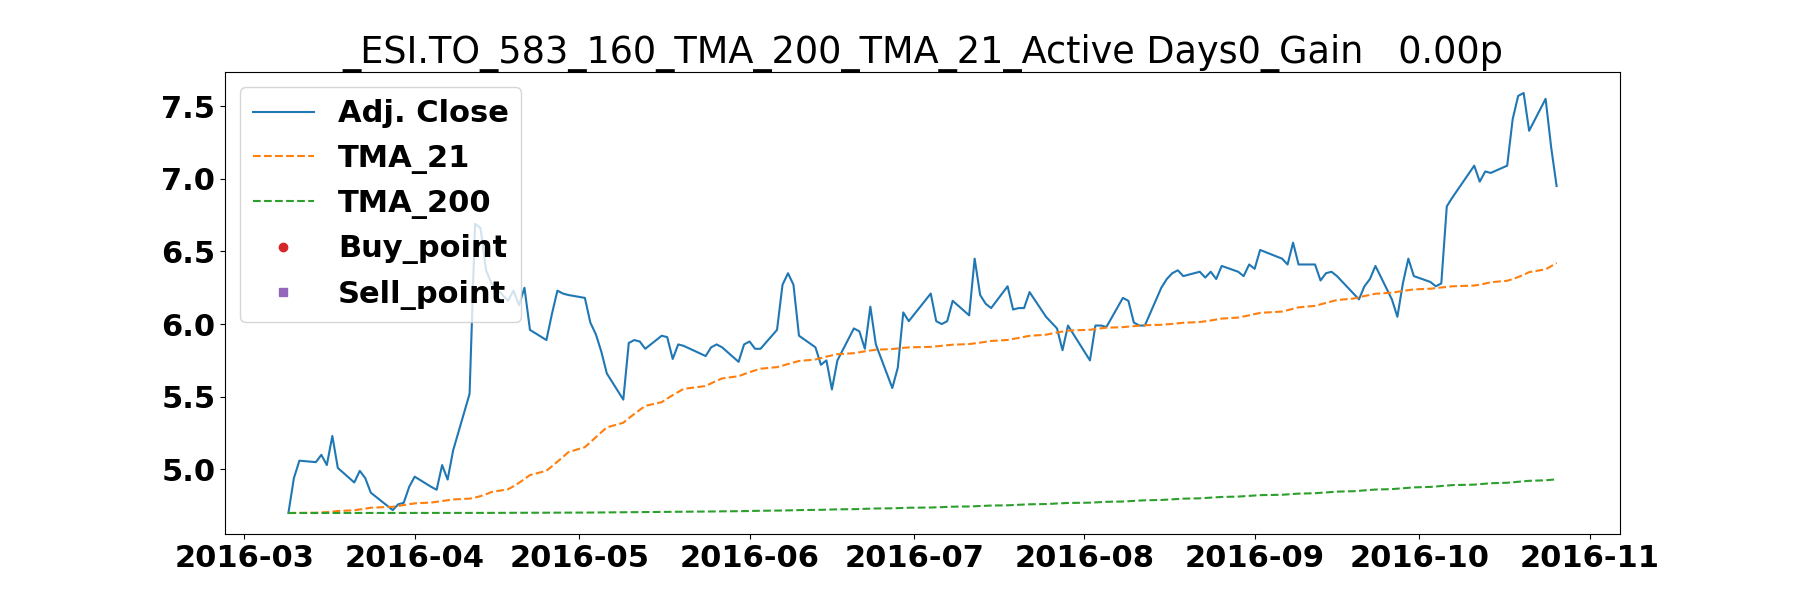 _ESI.TO_583_160_TMA_200_TMA_21_Active Days0_Gain   0.00p
7.5
7.0
6.5
6.0
5.5
5.0
Adj. Close
TMA_21
TMA_200
Buy_point
Sell_point
2016-03 2016-04 2016-05 2016-06 2016-07 2016-08 2016-09 2016-10 2016-11